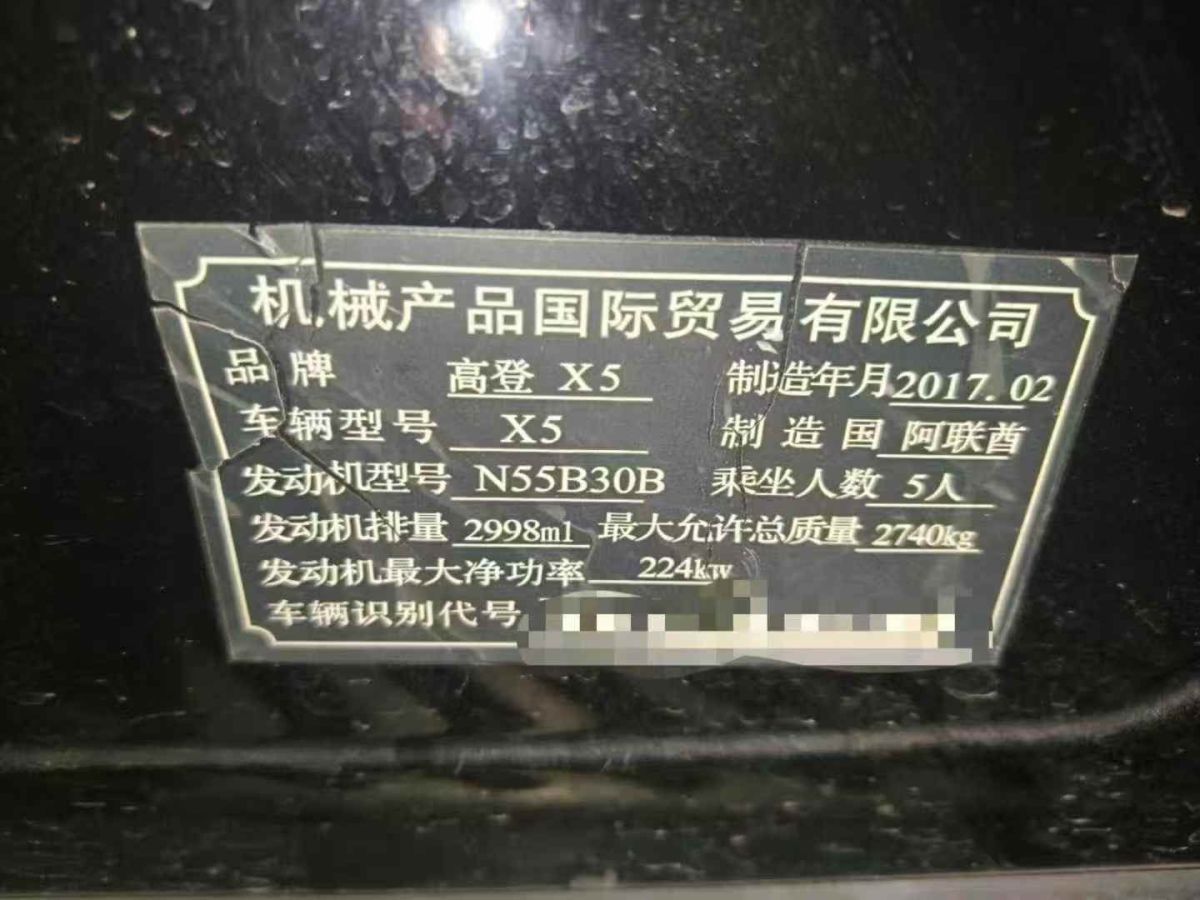 机械产品国际贸易有限公司
品牌 高登 X5 制造年月 2017.02
车辆型号 X5 制造国 阿联酋
发动机型号 N55B30B 乘坐人数 5人
发动机排量 2998ml 最大允许总质量 2740kg
发动机最大净功率 224kw
车辆识别代号